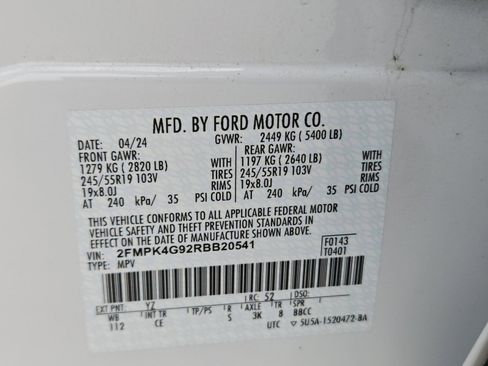 MFD. BY FORD MOTOR CO.
DATE: 04/24 GVWR: 2449 KG ( 5400 LB)
FRONT GAWR: REAR GAWR:
1279 KG ( 2820 LB) WITH 1197 KG ( 2640 LB) WITH
245/55R19 103V TIRES 245/55R19 103V TIRES
19x8.0J RIMS 19x8.0J RIMS
AT 240 kPa/ 35 PSI COLD AT 240 kPa/ 35 PSI COLD
THIS VEHICLE CONFORMS TO ALL APPLICABLE FEDERAL MOTOR
VEHICLE SAFETY AND THEFT PREVENTION STANDARDS IN EFFECT
ON THE DATE OF MANUFACTURE SHOWN ABOVE.
VIN: 2FMPK4G92RBB20541 F0143
TYPE: MPV T0401
EXT PNT: YZ RC: 52 DSO:
WB INT TR TP/PS R AXLE TR SPR
112 CE S 3K 8 BBCC
UTC ▽ 5U5A-1520472-BA